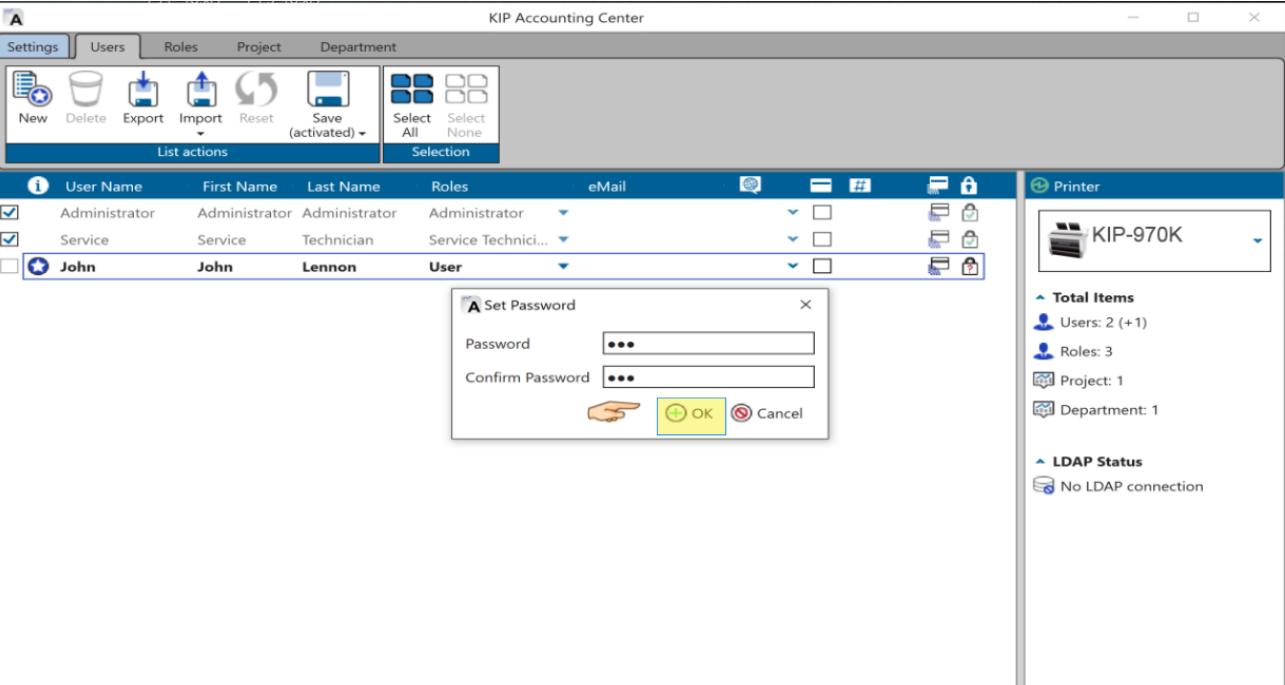 A KIP Accounting Center
Settings Users Roles Project Department
New Delete Export Import Reset Save (activated) Select All Select None
List actions Selection
User Name First Name Last Name Roles eMail #
Administrator Administrator Administrator Administrator
Service Service Technician Service Technici...
John John Lennon User
A Set Password
Password
Confirm Password
OK Cancel
Printer
KIP-970K
Total Items
Users: 2 (+1)
Roles: 3
Project: 1
Department: 1
LDAP Status
No LDAP connection